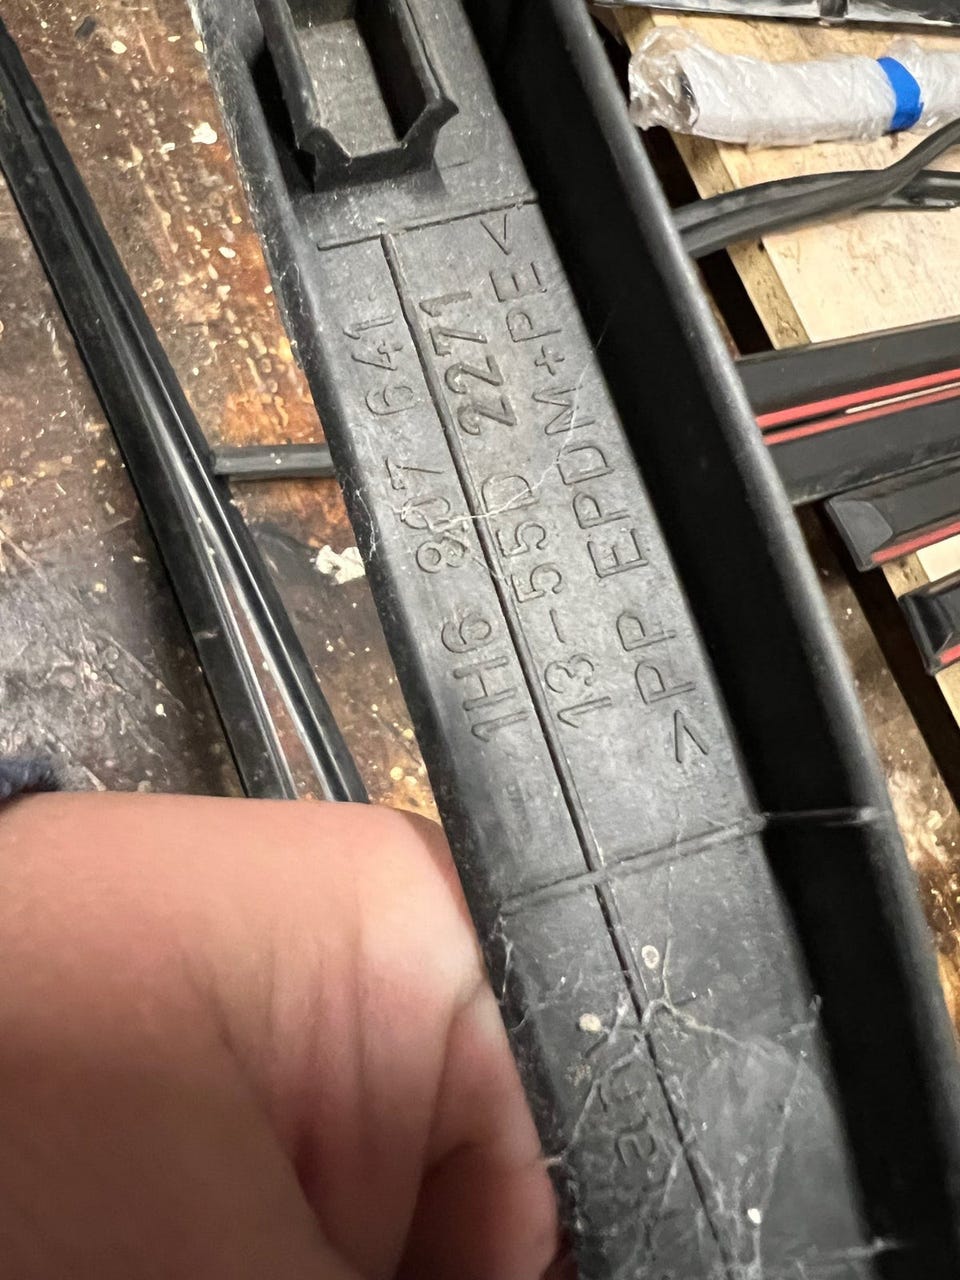 1H6 807 641
13-55D 2271
>PP EPDM+PE<